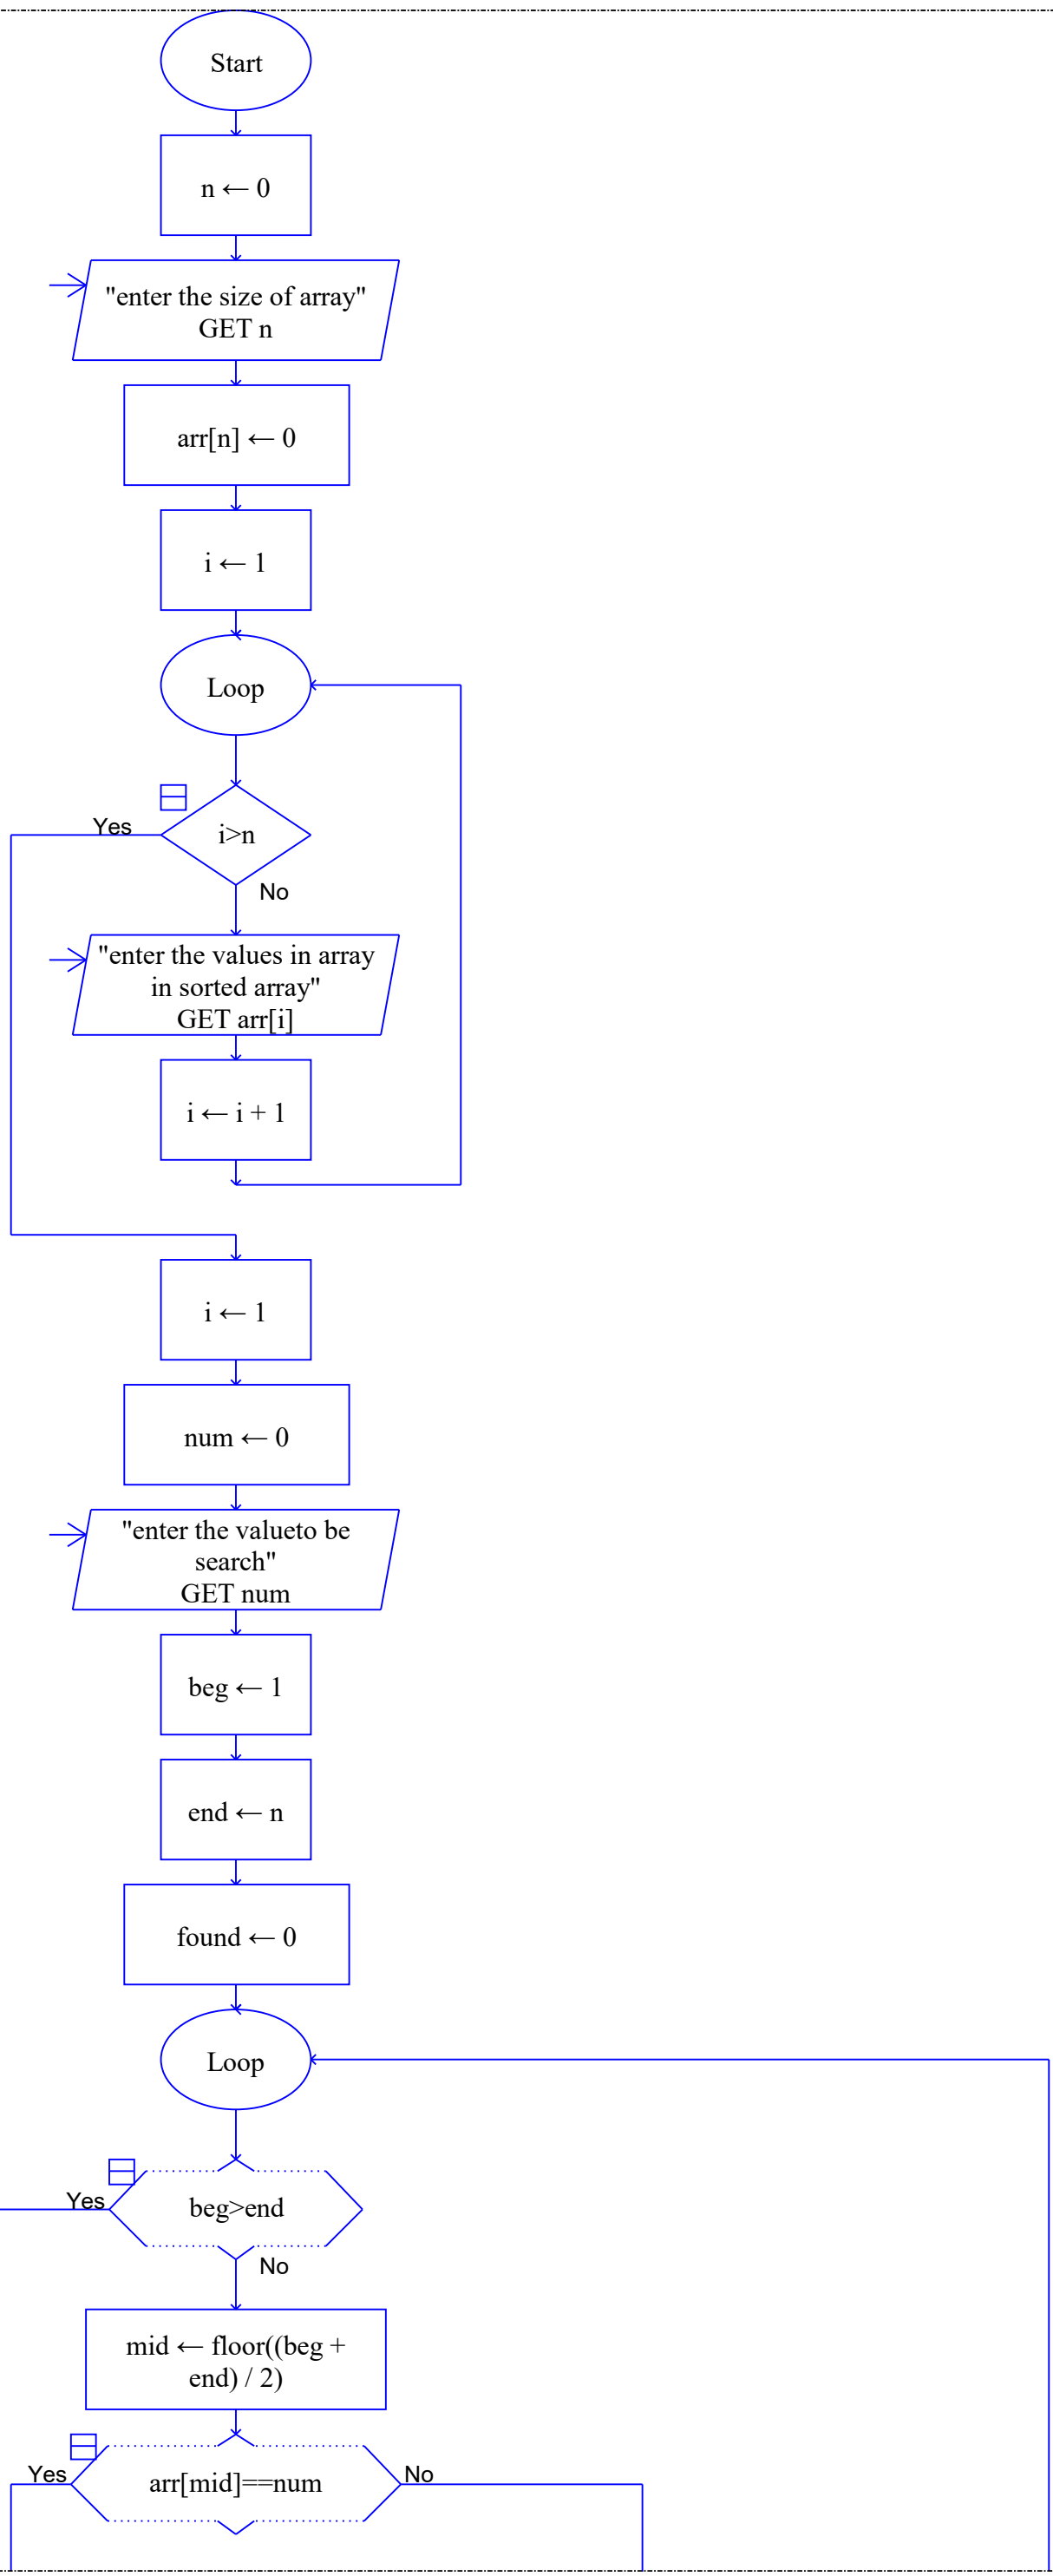 Start
n ← 0
"enter the size of array"
GET n
arr[n] ← 0
i ← 1
Loop
Yes
i>n
No
"enter the values in array
in sorted array"
GET arr[i]
i ← i + 1
i ← 1
num ← 0
"enter the valueto be
search"
GET num
beg ← 1
end ← n
found ← 0
Loop
Yes
beg>end
No
mid ← floor((beg +
end) / 2)
Yes
arr[mid]==num
No